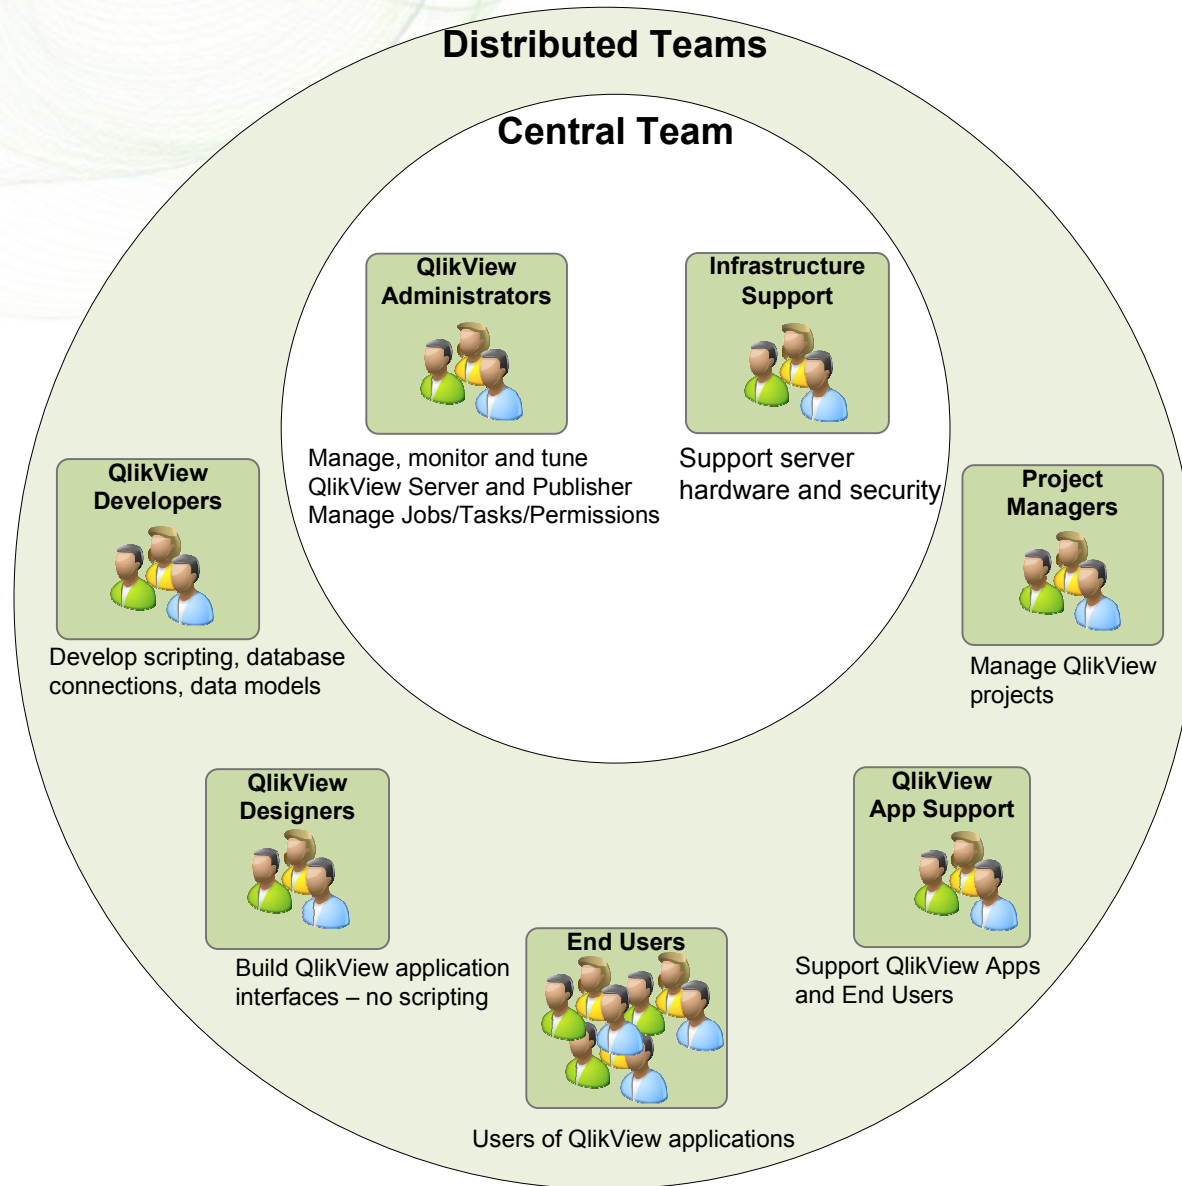 Distributed Teams
Central Team
QlikView
Administrators
Manage, monitor and tune
QlikView Server and Publisher
Manage Jobs/Tasks/Permissions
Infrastructure
Support
Support server
hardware and security
QlikView
Developers
Develop scripting, database
connections, data models
Project
Managers
Manage QlikView
projects
QlikView
Designers
Build QlikView application
interfaces – no scripting
QlikView
App Support
Support QlikView Apps
and End Users
End Users
Users of QlikView applications